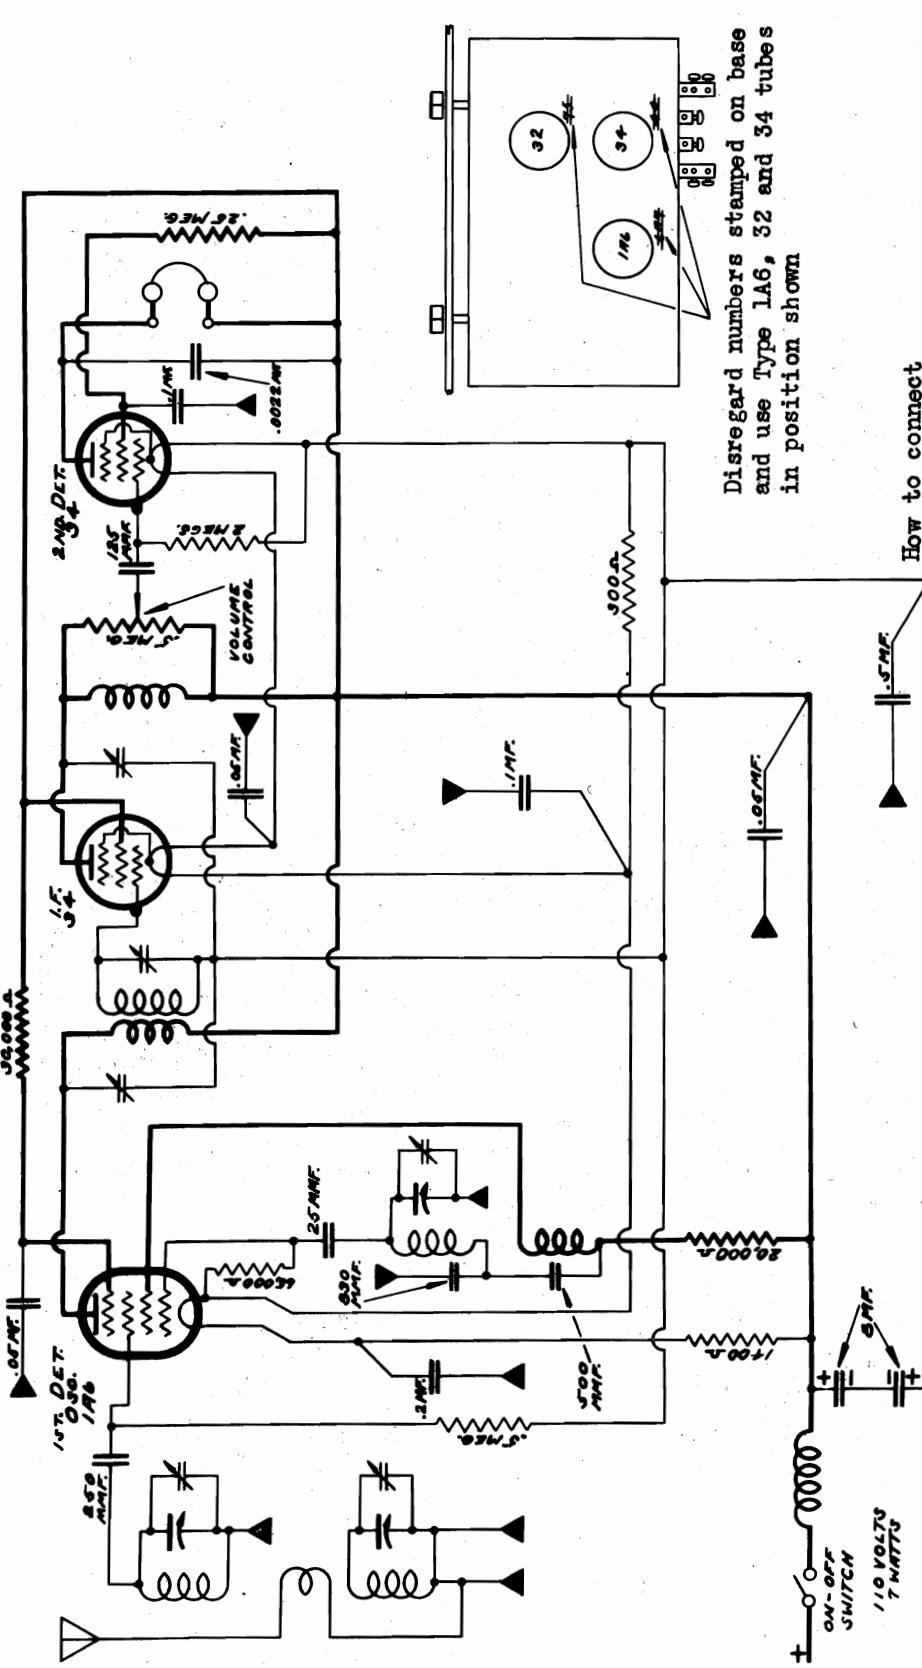 .05 MF.
1ST. DET.
OSC.
1A6
250
MMF.
30,000 Ω
I.F.
34
.05 MF.
.5 MEG.
VOLUME
CONTROL
2ND. DET.
34
125
MMF.
2 MEGS.
.1 MF.
.0022 MF.
.25 MEG.
25 MMF.
830
MMF.
500
MMF.
.2 MF.
.5 MEG.
20,000 Ω
1400 Ω
.1 MF.
300 Ω
.05 MF.
.5 MF.
8 MF.
+
-
-
+
+
ON-OFF
SWITCH
110 VOLTS
7 WATTS
32
34
1A6
Disregard numbers stamped on base
and use Type 1A6, 32 and 34 tubes
in position shown
How to connect